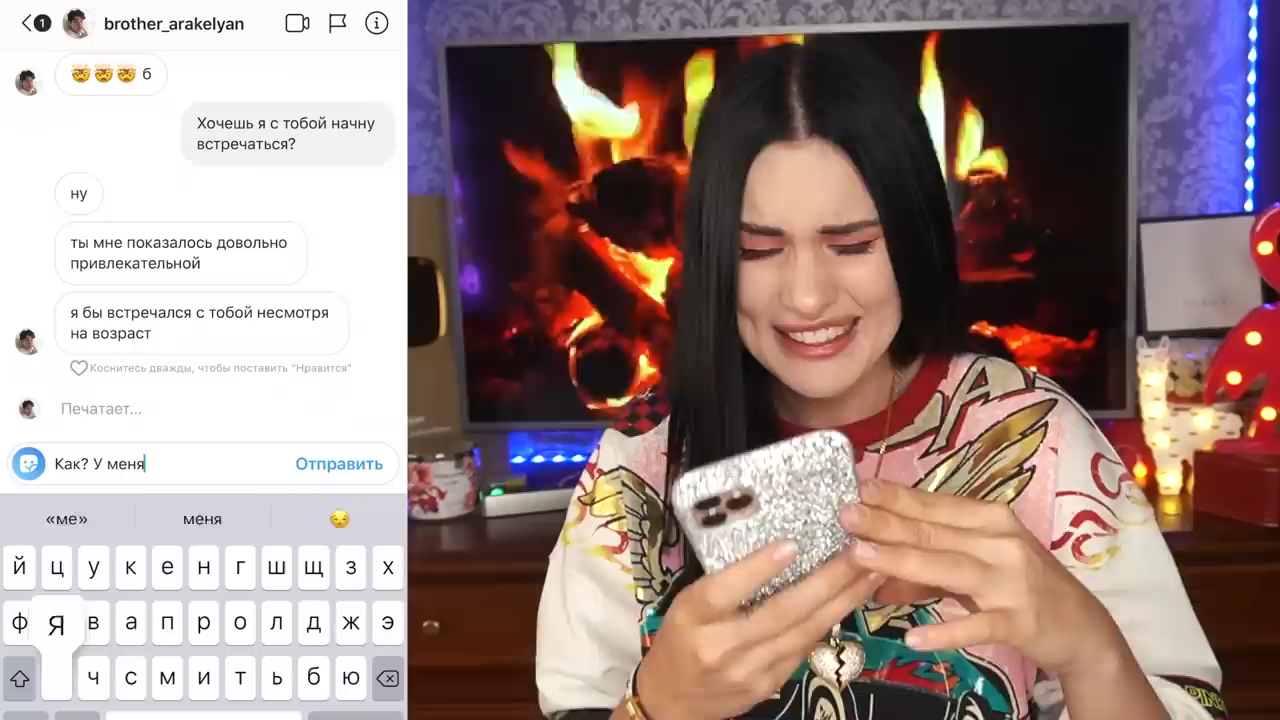 1 brother_arakelyan
🤯🤯🤯 б
Хочешь я с тобой начну
встречаться?
ну
ты мне показалось довольно
привлекательной
я бы встречался с тобой несмотря
на возраст
Коснитесь дважды, чтобы поставить "Нравится"
Печатает...
Как? У меня Отправить
«ме» меня 😔
й ц у к е н г ш щ з х
ф я в а п р о л д ж э
ч с м и т ь б ю